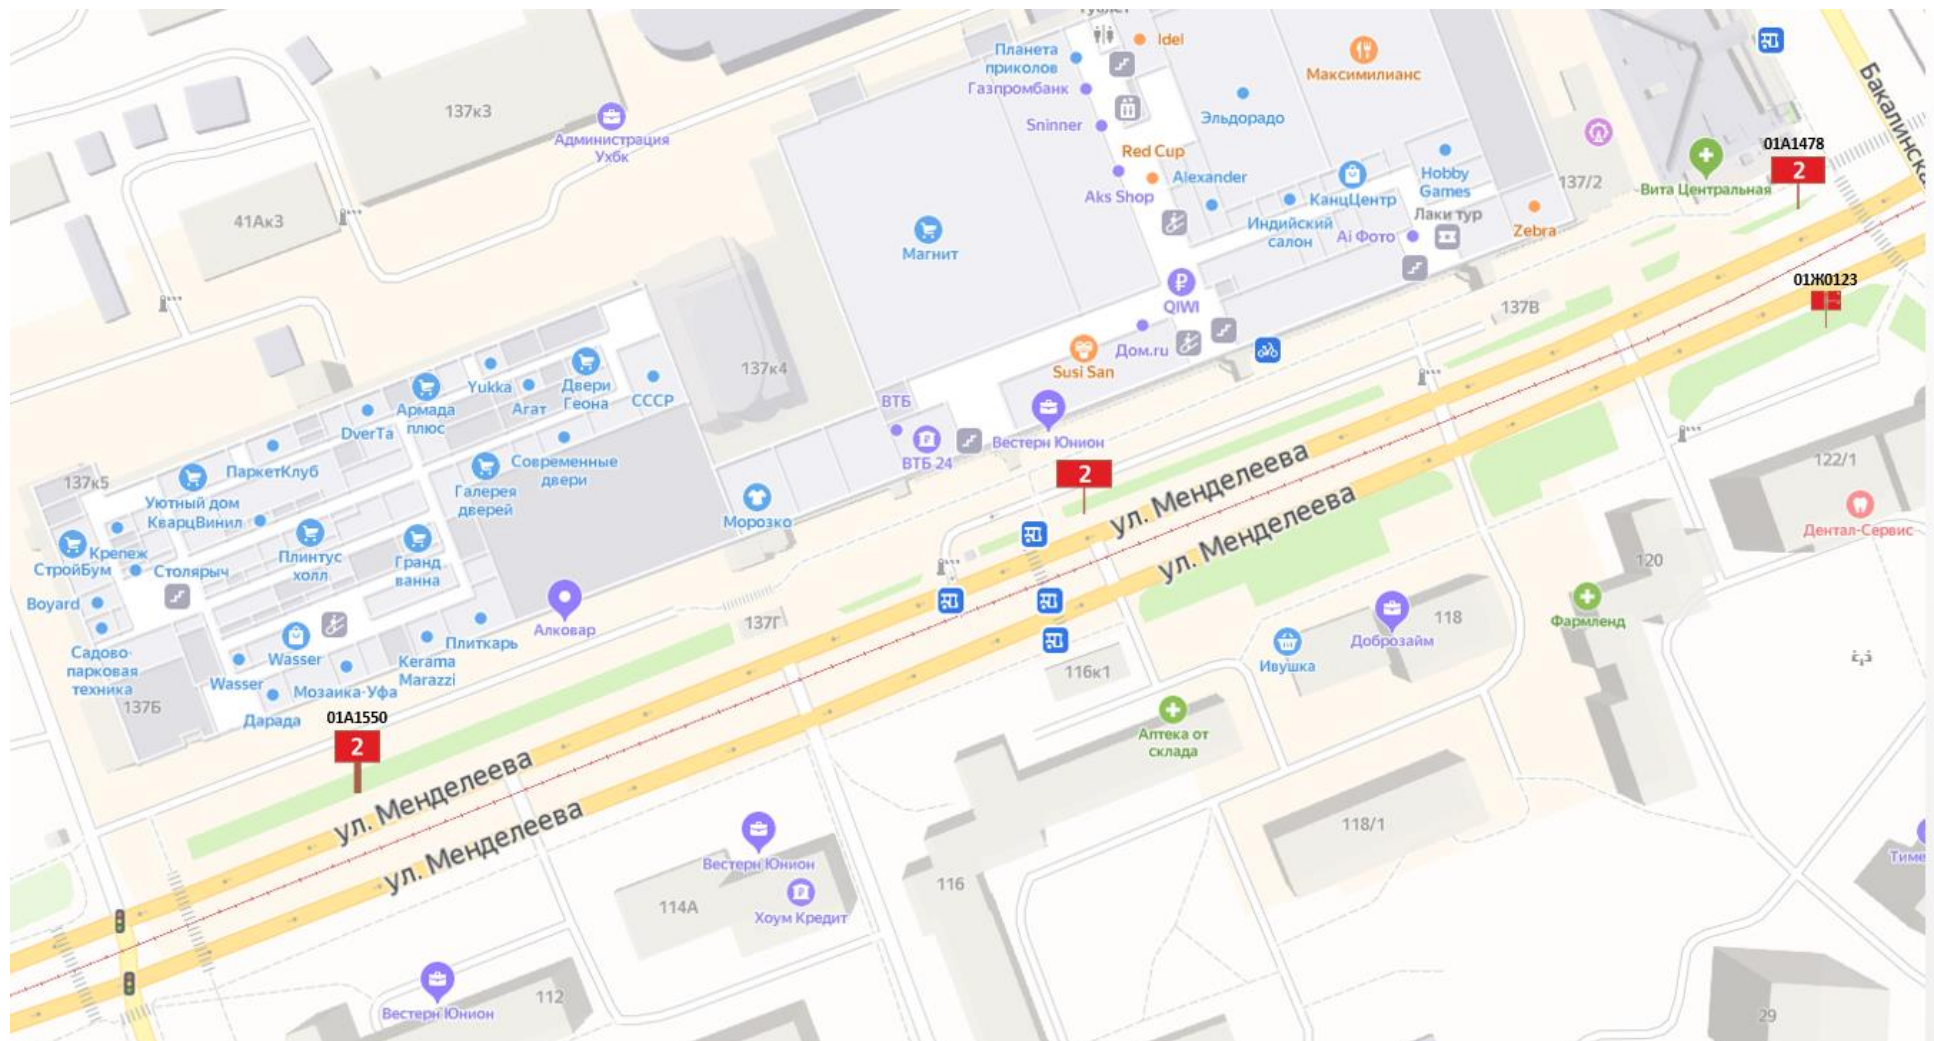 Туалет
Idel
Планета
приколов
Газпромбанк
Максимилианс
Эльдорадо
Sninner
137к3
Администрация
Ухбк
Red Cup
Alexander
Aks Shop
КанцЦентр
Hobby
Games
Индийский
салон
Ai Фото
Лаки тур
Zebra
137/2
Вита Центральная
01А1478
2
Бакалинская
01Ж0123
41Ак3
Магнит
QIWI
137В
Дом.ru
Susi San
137к4
Yukka
Агат
Двери
Геона
СССР
Армада
плюс
DverTa
ВТБ
ВТБ 24
Вестерн Юнион
ПаркетКлуб
Современные
двери
Галерея
дверей
137к5
Уютный дом
КварцВинил
Морозко
2
ул. Менделеева
ул. Менделеева
122/1
Дентал-Сервис
Крепеж
СтройБум
Столярыч
Плинтус
холл
Гранд
ванна
Boyard
Алковар
137Г
120
Фармленд
118
Доброзайм
Ивушка
116к1
Садово-
парковая
техника
Wasser
Wasser
Плиткарь
Kerama
Marazzi
Мозаика-Уфа
Дарада
137Б
01А1550
2
Аптека от
склада
ул. Менделеева
ул. Менделеева
118/1
Вестерн Юнион
114А
Хоум Кредит
116
Тиме
Вестерн Юнион
112
29